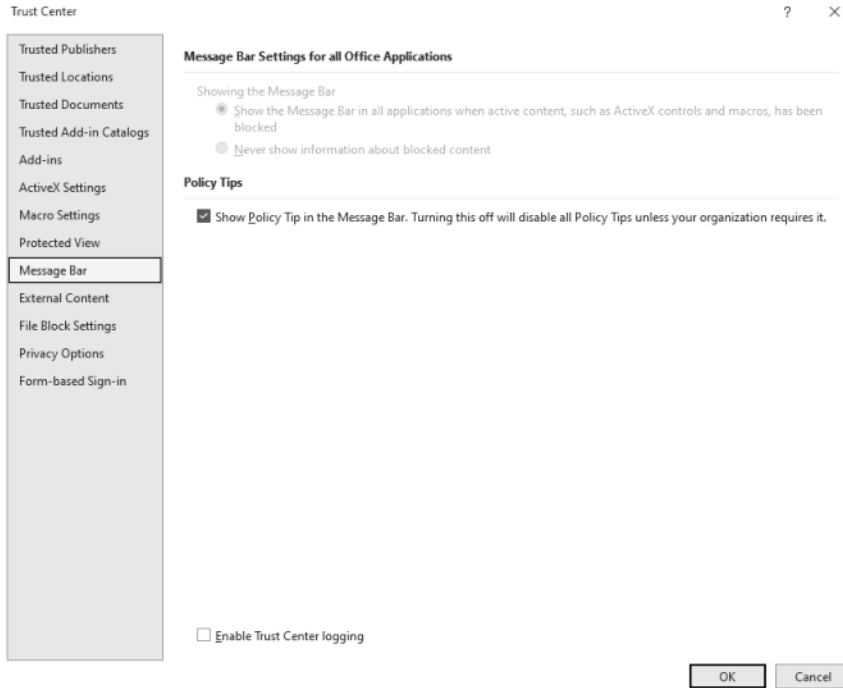 Trust Center
?
Trusted Publishers
Trusted Locations
Trusted Documents
Trusted Add-in Catalogs
Add-ins
ActiveX Settings
Macro Settings
Protected View
Message Bar
External Content
File Block Settings
Privacy Options
Form-based Sign-in
Message Bar Settings for all Office Applications
Showing the Message Bar
Show the Message Bar in all applications when active content, such as ActiveX controls and macros, has been
blocked
Never show information about blocked content
Policy Tips
Show Policy Tip in the Message Bar. Turning this off will disable all Policy Tips unless your organization requires it.
Enable Trust Center logging
OK
Cancel